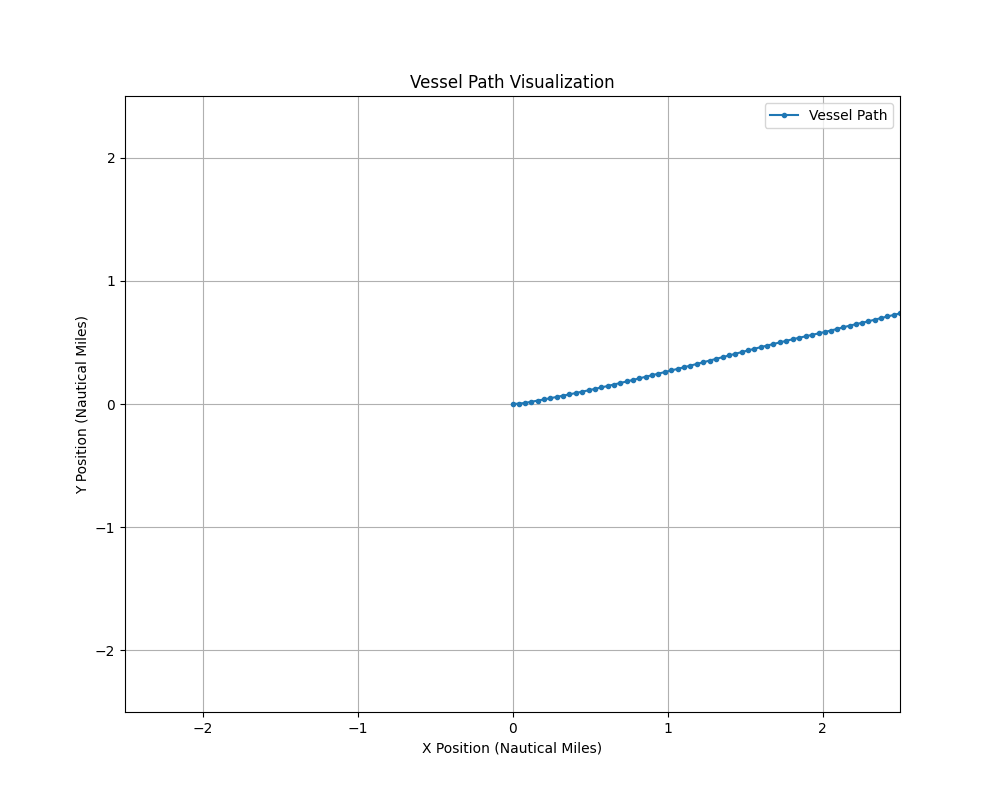 Vessel Path Visualization
Vessel Path
2
1
0
−1
−2
Y Position (Nautical Miles)
−2
−1
0
1
2
X Position (Nautical Miles)